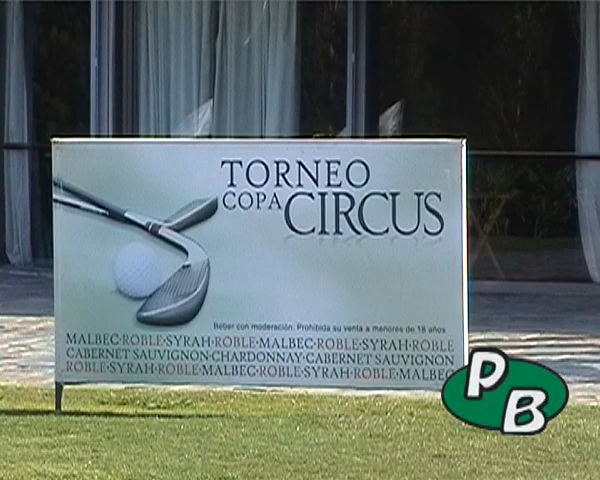 TORNEO
COPA CIRCUS
Beber con moderación. Prohibida su venta a menores de 18 años
MALBEC·ROBLE·SYRAH·ROBLE·MALBEC·ROBLE·SYRAH·ROBLE
CABERNET SAUVIGNON·CHARDONNAY·CABERNET SAUVIGNON
ROBLE·SYRAH·ROBLE·MALBEC·ROBLE·SYRAH·ROBLE·MALBEC
PB